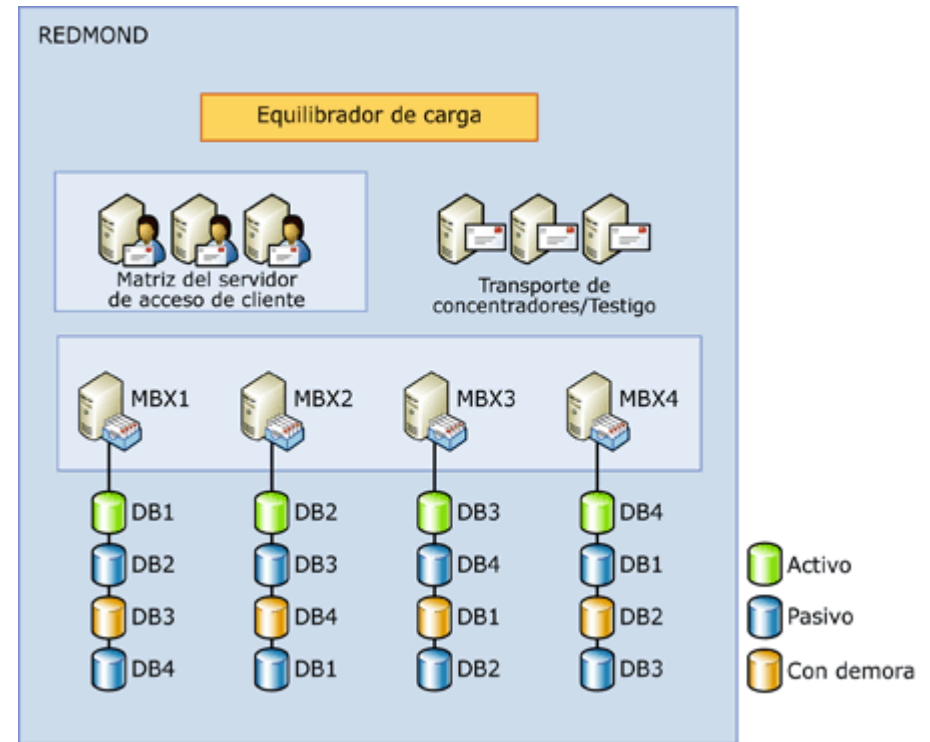 REDMOND
Equilibrador de carga
Matriz del servidor
de acceso de cliente
Transporte de
concentradores/Testigo
MBX1
MBX2
MBX3
MBX4
DB1
DB2
DB3
DB4
DB2
DB3
DB4
DB1
DB3
DB4
DB1
DB2
DB4
DB1
DB2
DB3
Activo
Pasivo
Con demora